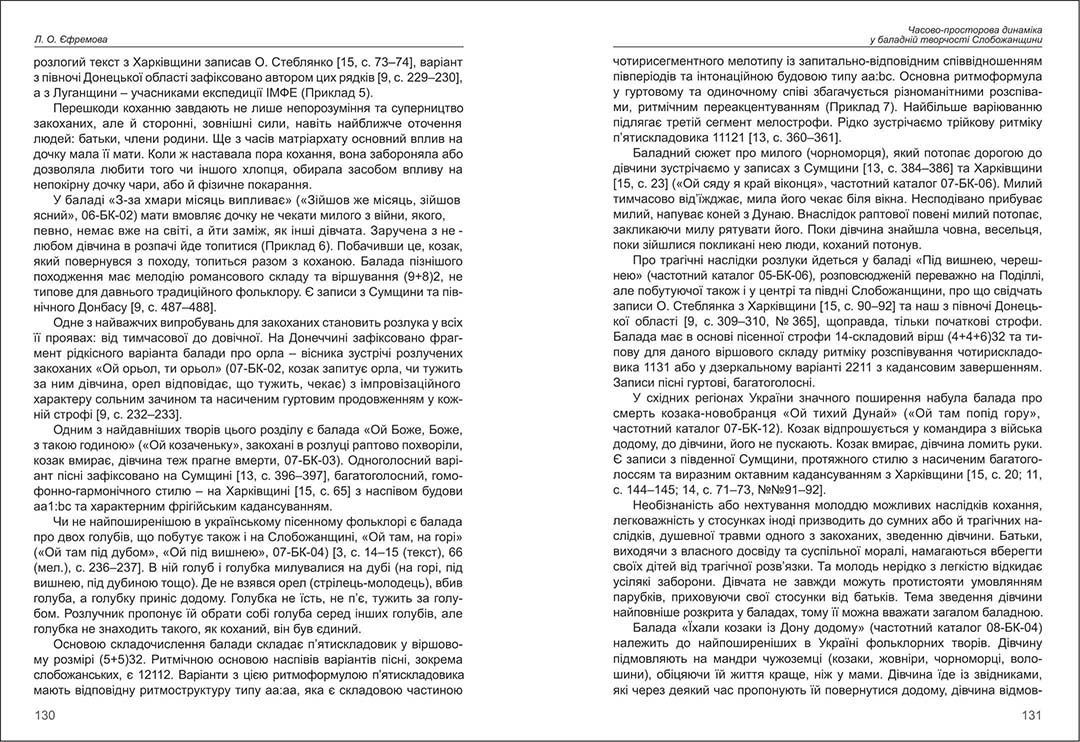 Л. О. Єфремова
розлогий текст з Харківщини записав О. Стеблянко [15, с. 73–74], варіант
з півночі Донецької області зафіксовано автором цих рядків [9, с. 229–230],
а з Луганщини – учасниками експедиції ІМФЕ (Приклад 5).
Перешкоди коханню завдають не лише непорозуміння та суперництво
закоханих, але й сторонні, зовнішні сили, навіть найближче оточення
людей: батьки, члени родини. Ще з часів матріархату основний вплив на
дочку мала її мати. Коли ж наставала пора кохання, вона забороняла або
дозволяла любити того чи іншого хлопця, обирала засобом впливу на
непокірну дочку чари, або й фізичне покарання.
У баладі «З-за хмари місяць випливає» («Зійшов же місяць, зійшов
ясний», 06-БК-02) мати вмовляє дочку не чекати милого з війни, якого,
певно, немає вже на світі, а йти заміж, як інші дівчата. Заручена з не -
любом дівчина в розпачі йде топитися (Приклад 6). Побачивши це, козак,
який повернувся з походу, топиться разом з коханою. Балада пізнішого
походження має мелодію романсового складу та віршування (9+8)2, не
типове для давнього традиційного фольклору. Є записи з Сумщини та пів-
нічного Донбасу [9, с. 487–488].
Одне з найважчих випробувань для закоханих становить розлука у всіх
її проявах: від тимчасової до довічної. На Донеччині зафіксовано фраг-
мент рідкісного варіанта балади про орла – вісника зустрічі розлучених
закоханих «Ой орьол, ти орьол» (07-БК-02, козак запитує орла, чи тужить
за ним дівчина, орел відповідає, що тужить, чекає) з імпровізаційного
характеру сольним зачином та насиченим гуртовим продовженням у кож-
ній строфі [9, с. 232–233].
Одним з найдавніших творів цього розділу є балада «Ой Боже, Боже,
з такою годиною» («Ой козаченьку», закохані в розлуці раптово похворіли,
козак вмирає, дівчина теж прагне вмерти, 07-БК-03). Одноголосний варі-
ант пісні зафіксовано на Сумщині [13, с. 396–397], багатоголосний, гомо-
фонно-гармонічного стилю – на Харківщині [15, с. 65] з наспівом будови
аа1:bc та характерним фрігійським кадансуванням.
Чи не найпоширенішою в українському пісенному фольклорі є балада
про двох голубів, що побутує також і на Слобожанщині, «Ой там, на горі»
(«Ой там під дубом», «Ой під вишнею», 07-БК-04) [3, с. 14–15 (текст), 66
(мел.), с. 236–237]. В ній голуб і голубка милувалися на дубі (на горі, під
вишнею, під дубиною тощо). Де не взявся орел (стрілець-молодець), вбив
голуба, а голубку приніс додому. Голубка не їсть, не п’є, тужить за голу-
бом. Розлучник пропонує їй обрати собі голуба серед інших голубів, але
голубка не знаходить такого, як коханий, він був єдиний.
Основою складочислення балади складає п’ятискладовик у віршово-
му розмірі (5+5)32. Ритмічною основою наспівів варіантів пісні, зокрема
слобожанських, є 12112. Варіанти з цією ритмоформулою п’ятискладовика
мають відповідну ритмоструктуру типу аа:аа, яка є складовою частиною
130
Часово-просторова динаміка
у баладній творчості Слобожанщини
чотирисегментного мелотипу із запитально-відповідним співвідношенням
півперіодів та інтонаційною будовою типу аа:bc. Основна ритмоформула
у гуртовому та одиночному співі збагачується різноманітними розспіва-
ми, ритмічним переакцентуванням (Приклад 7). Найбільше варіюванню
підлягає третій сегмент мелострофи. Рідко зустрічаємо трійкову ритміку
п’ятискладовика 11121 [13, с. 360–361].
Баладний сюжет про милого (чорноморця), який потопає дорогою до
дівчини зустрічаємо у записах з Сумщини [13, с. 384–386] та Харківщини
[15, с. 23] («Ой сяду я край віконця», частотний каталог 07-БК-06). Милий
тимчасово від’їжджає, мила його чекає біля вікна. Несподівано прибуває
милий, напуває коней з Дунаю. Внаслідок раптової повені милий потопає,
закликаючи милу рятувати його. Поки дівчина знайшла човна, весельця,
поки зійшлися покликані нею люди, коханий потонув.
Про трагічні наслідки розлуки йдеться у баладі «Під вишнею, череш-
нею» (частотний каталог 05-БК-06), розповсюдженій переважно на Поділлі,
але побутуючої також і у центрі та півдні Слобожанщини, про що свідчать
записи О. Стеблянка з Харківщини [15, с. 90–92] та наш з півночі Донець-
кої області [9, с. 309–310, № 365], щоправда, тільки початкові строфи.
Балада має в основі пісенної строфи 14-складовий вірш (4+4+6)32 та ти-
пову для даного віршового складу ритміку розспівування чотирискладо-
вика 1131 або у дзеркальному варіанті 2211 з кадансовим завершенням.
Записи пісні гуртові, багатоголосні.
У східних регіонах України значного поширення набула балада про
смерть козака-новобранця «Ой тихий Дунай» («Ой там попід гору»,
частотний каталог 07-БК-12). Козак відпрошується у командира з війська
додому, до дівчини, його не пускають. Козак вмирає, дівчина ломить руки.
Є записи з південної Сумщини, протяжного стилю з насиченим багатого-
лоссям та виразним октавним кадансуванням з Харківщини [15, с. 20; 11,
с. 144–145; 14, с. 71–73, №№91–92].
Необізнаність або нехтування молоддю можливих наслідків кохання,
легковажність у стосунках іноді призводить до сумних або й трагічних на-
слідків, душевної травми одного з закоханих, зведенню дівчини. Батьки,
виходячи з власного досвіду та суспільної моралі, намагаються вберегти
своїх дітей від трагічної розв’язки. Та молодь нерідко з легкістю відкидає
усілякі заборони. Дівчата не завжди можуть протистояти умовлянням
парубків, приховуючи свої стосунки від батьків. Тема зведення дівчини
найповніше розкрита у баладах, тому її можна вважати загалом баладною.
Балада «Їхали козаки із Дону додому» (частотний каталог 08-БК-04)
належить до найпоширеніших в Україні фольклорних творів. Дівчину
підмовляють на мандри чужоземці (козаки, жовніри, чорноморці, воло-
шини), обіцяючи їй життя краще, ніж у мами. Дівчина їде із звідниками,
які через деякий час пропонують їй повернутися додому, дівчина відмов-
131